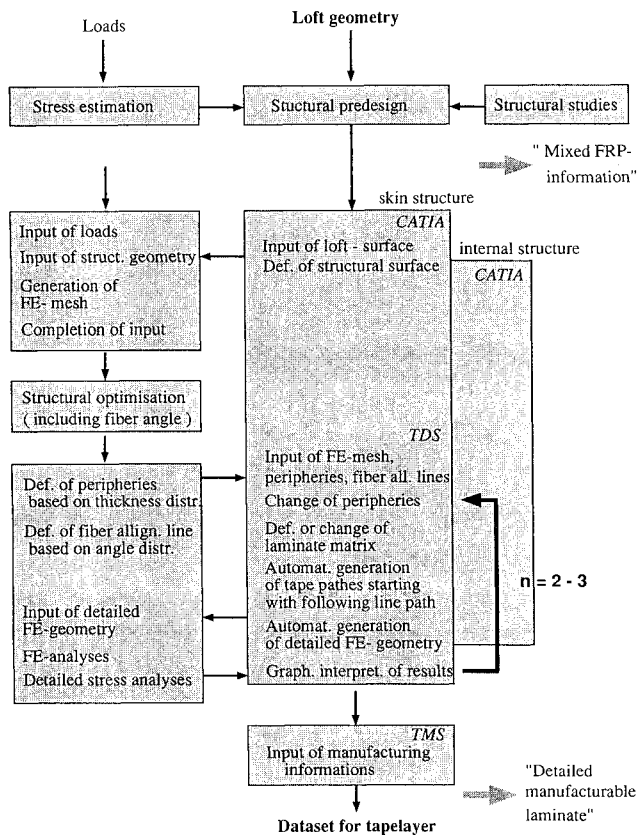 Loft geometry
Loads
Stress estimation
Stuctural predesign
Structural studies
" Mixed FRP-
information"
skin structure
CATIA
internal structure
CATIA
Input of loads
Input of struct. geometry
Generation of
FE- mesh
Completion of input
Input of loft - surface
Def. of structural surface
Structural optimisation
( including fiber angle )
TDS
Def. of peripheries
based on thickness distr.
Def. of fiber allign. line
based on angle distr.
Input of detailed
FE-geometry
FE-analyses
Detailed stress analyses
Input of FE-mesh,
peripheries, fiber all. lines
Change of peripheries
Def. or change of
laminate matrix
Automat. generation
of tape pathes starting
with following line path
Automat. generation
of detailed FE- geometry
Graph. interpret. of results
n = 2 - 3
TMS
Input of manufacturing
informations
"Detailed
manufacturable
laminate"
Dataset for tapelayer